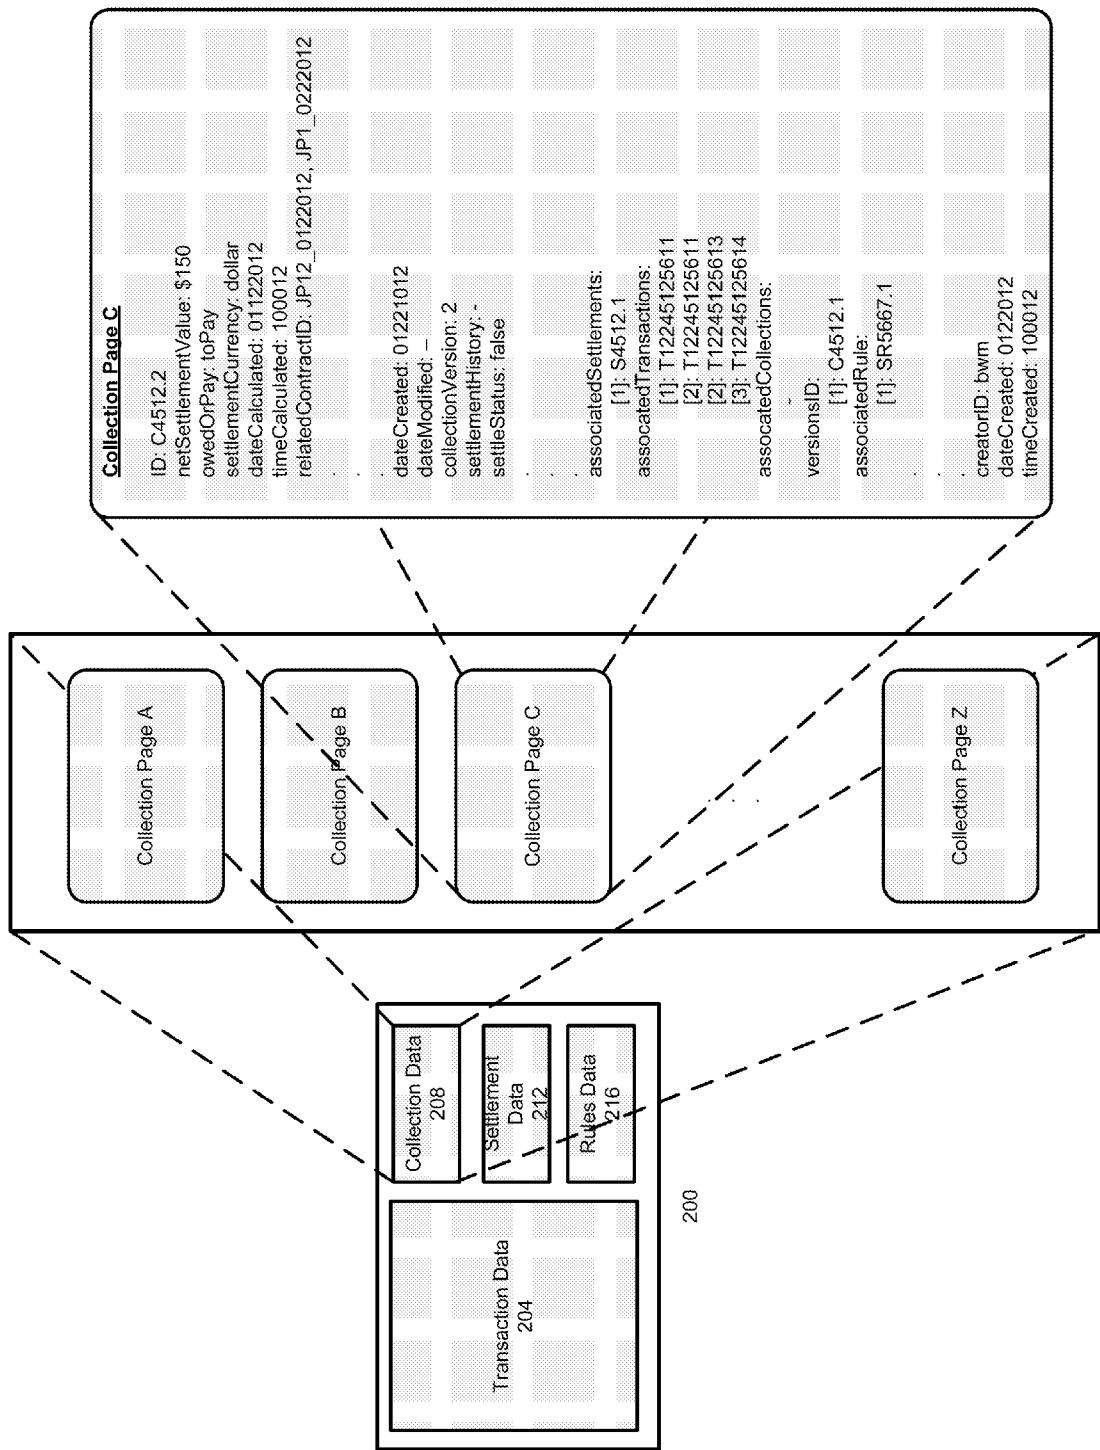 Transaction Data
204
Collection Data
208
Settlement
Data
212
Rules Data
216
200
Collection Page A
Collection Page B
Collection Page C
. . .
Collection Page Z
Collection Page C
ID: C4512.2
netSettlementValue: $150
owedOrPay: toPay
settlementCurrency: dollar
dateCalculated: 01122012
timeCalculated: 100012
relatedContractID: JP12_0122012, JP1_0222012
.
.
.
dateCreated: 01221012
dateModified: –
collectionVersion: 2
settlementHistory: -
settleStatus: false
.
.
.
associatedSettlements:
[1]: S4512.1
assocatedTransactions:
[1]: T12245125611
[2]: T12245125611
[2]: T12245125613
[3]: T12245125614
assocatedCollections:
-
versionsID:
[1]: C4512.1
associatedRule:
[1]: SR5667.1
.
.
.
creatorID: bwm
dateCreated: 0122012
timeCreated: 100012